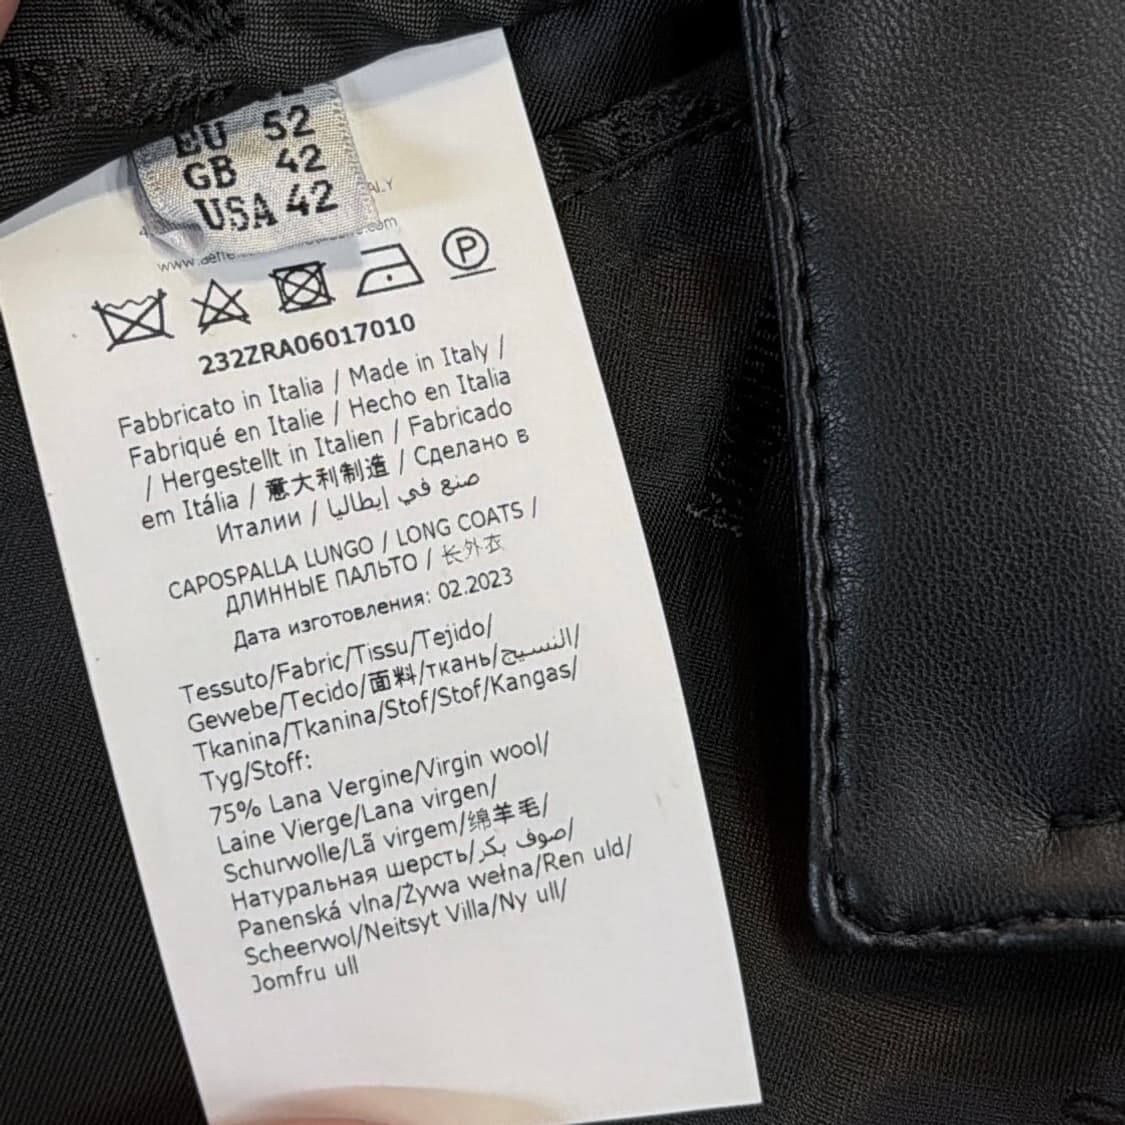 EU 52
GB 42
USA 42
P
232ZRA06017010
Fabbricato in Italia / Made in Italy /
Fabriqué en Italie / Hecho en Italia
/ Hergestellt in Italien / Fabricado
em Itália / 意大利制造 / Сделано в
Италии / صنع في إيطاليا
CAPOSPALLA LUNGO / LONG COATS /
ДЛИННЫЕ ПАЛЬТО / 长外衣
Дата изготовления: 02.2023
Tessuto/Fabric/Tissu/Tejido/
Gewebe/Tecido/面料/ткань/النسيج/
Tkanina/Tkanina/Stof/Stof/Kangas/
Tyg/Stoff:
75% Lana Vergine/Virgin wool/
Laine Vierge/Lana virgen/
Schurwolle/Lã virgem/绵羊毛/
Натуральная шерсть/صوف بكر/
Panenská vlna/Żywa wełna/Ren uld/
Scheerwol/Neitsyt Villa/Ny ull/
Jomfru ull